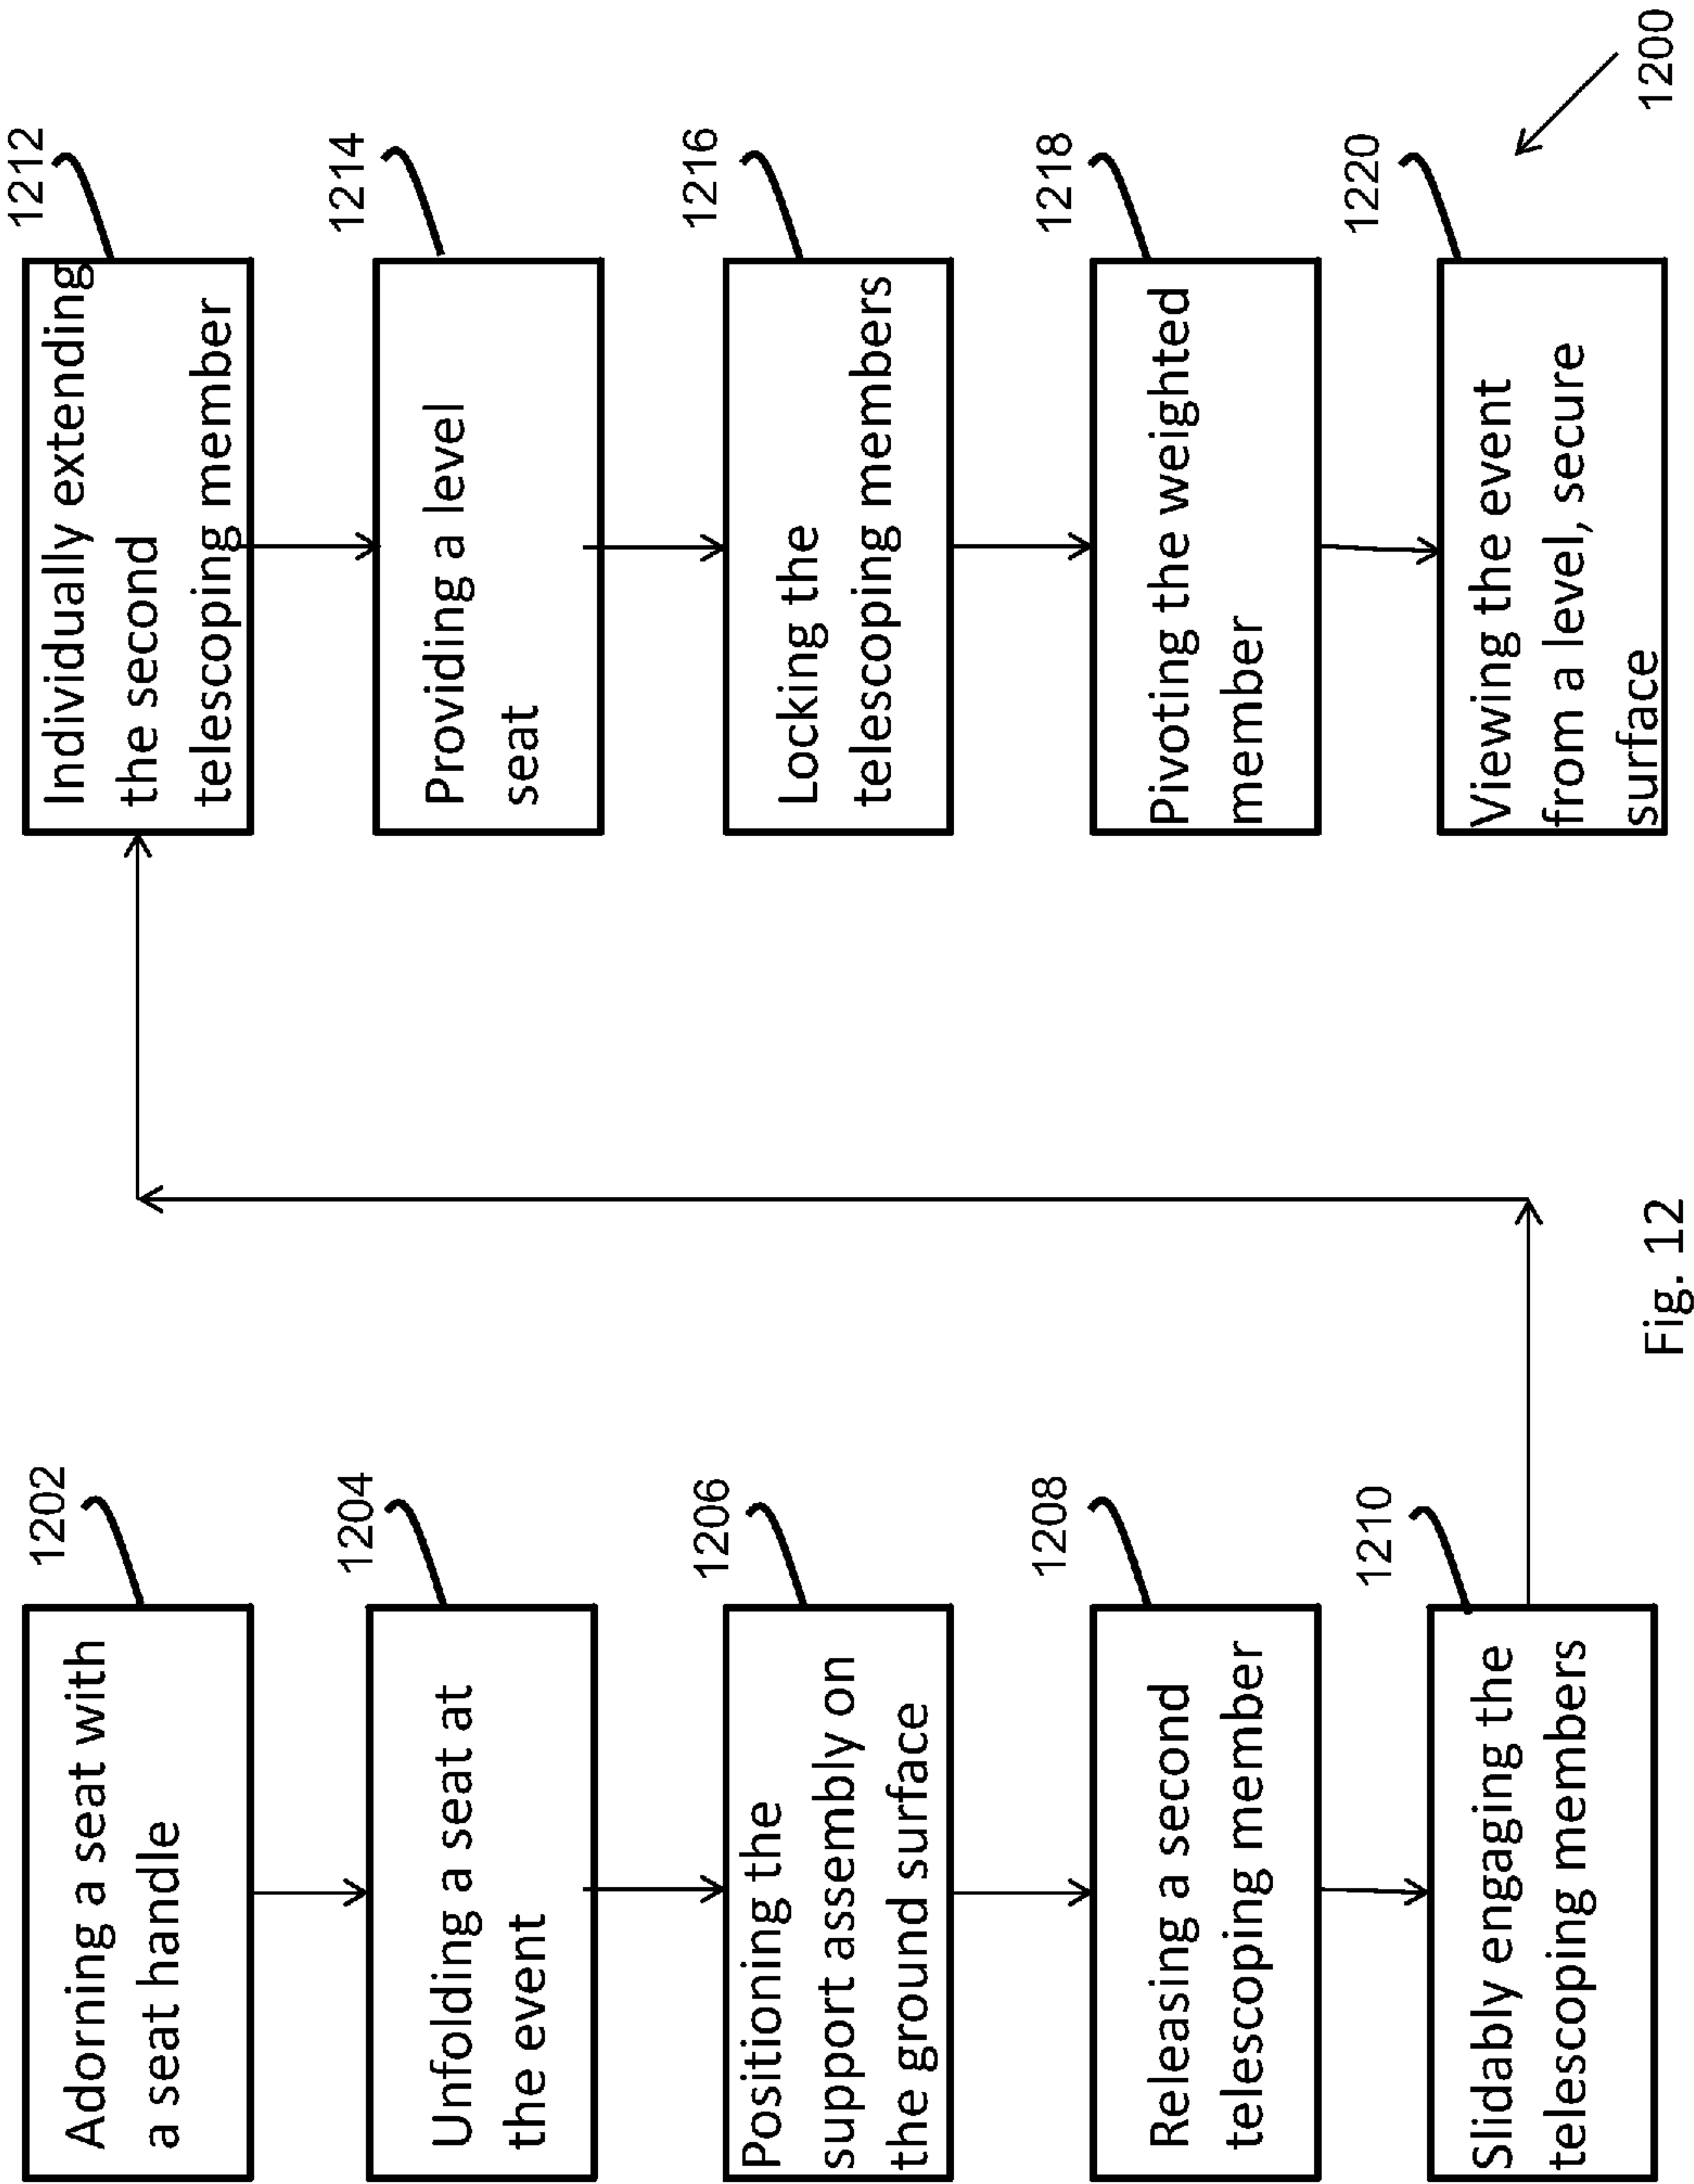 1202
Adorning a seat with
a seat handle
1204
Unfolding a seat at
the event
1206
Positioning the
support assembly on
the ground surface
1208
Releasing a second
telescoping member
1210
Slidably engaging the
telescoping members
1212
Individually extending
the second
telescoping member
1214
Providing a level
seat
1216
Locking the
telescoping members
1218
Pivoting the weighted
member
1220
Viewing the event
from a level, secure
surface
1200
Fig. 12